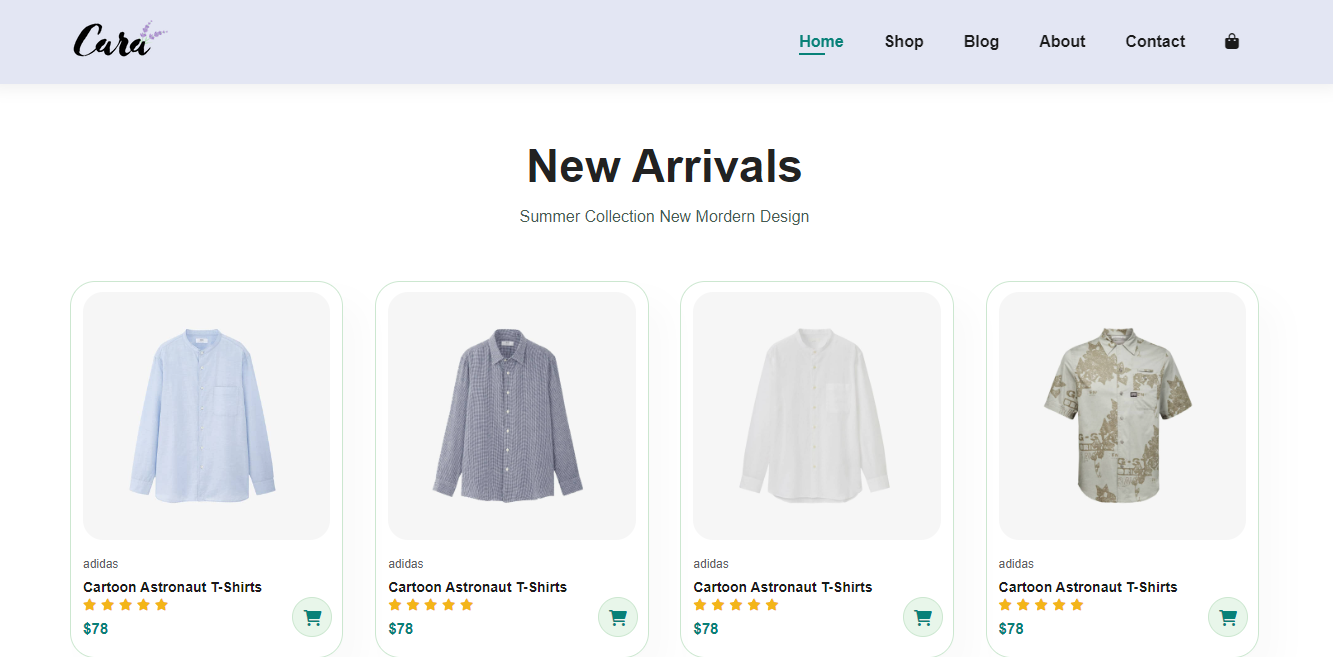 Cara
Home Shop Blog About Contact
New Arrivals
Summer Collection New Mordern Design
adidas adidas adidas adidas
Cartoon Astronaut T-Shirts Cartoon Astronaut T-Shirts Cartoon Astronaut T-Shirts Cartoon Astronaut T-Shirts
$78 $78 $78 $78